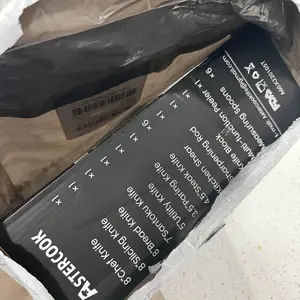 ASTERCOOK
8"Chef Knife ×1
8"Slicing Knife ×1
8"Bread Knife ×1
7"Santoku Knife ×1
5"Utility Knife ×1
3.5"Paring Knife ×1
4.5"Steak Knife ×6
Kitchen Shear ×1
Sharpening Rod ×1
Knife Block ×1
Multi-Function Peeler ×1
Measuring Spoons ×6